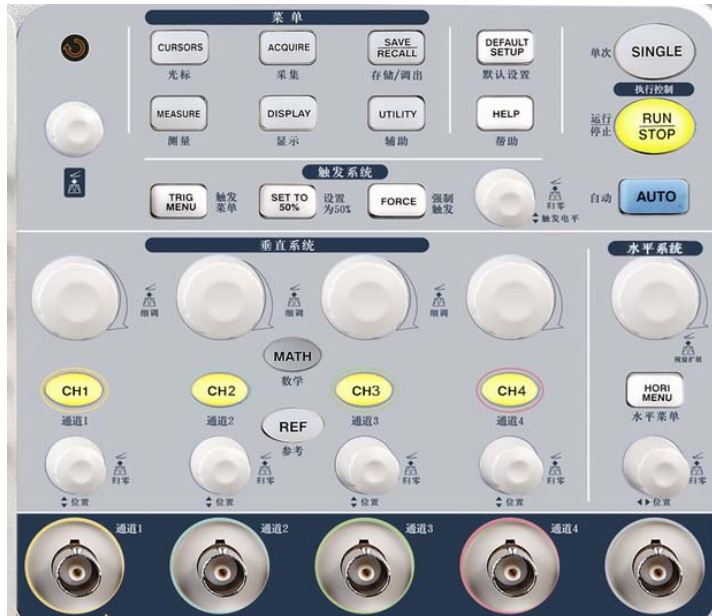 菜 单
CURSORS
光标
ACQUIRE
采集
SAVE
RECALL
存储/调出
DEFAULT
SETUP
默认设置
单次
SINGLE
MEASURE
测量
DISPLAY
显示
UTILITY
辅助
HELP
帮助
执行控制
运行
停止
RUN
STOP
触发系统
TRIG
MENU
触发
菜单
SET TO
50%
设置
为50%
FORCE
强制
触发
归零
触发电平
自动
AUTO
垂直系统
水平系统
细调
细调
细调
MATH
数学
CH1
通道1
CH2
通道2
CH3
通道3
CH4
通道4
HORI
MENU
水平菜单
REF
参考
归零
位置
归零
位置
归零
位置
归零
位置
归零
位置
通道1
通道2
通道3
通道4